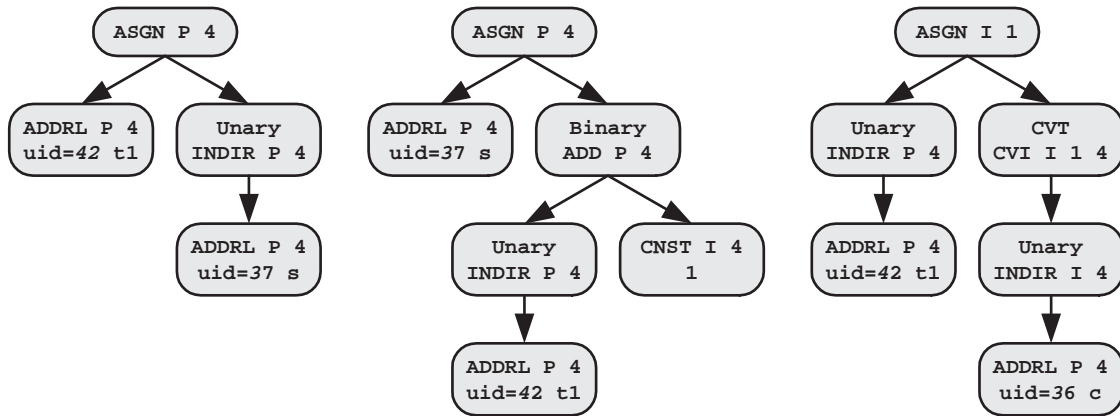 ASGN P 4
ADDRL P 4
uid=42 t1
Unary
INDIR P 4
ADDRL P 4
uid=37 s
ASGN P 4
ADDRL P 4
uid=37 s
Binary
ADD P 4
Unary
INDIR P 4
CNST I 4
1
ADDRL P 4
uid=42 t1
ASGN I 1
Unary
INDIR P 4
CVT
CVI I 1 4
ADDRL P 4
uid=42 t1
Unary
INDIR I 4
ADDRL P 4
uid=36 c